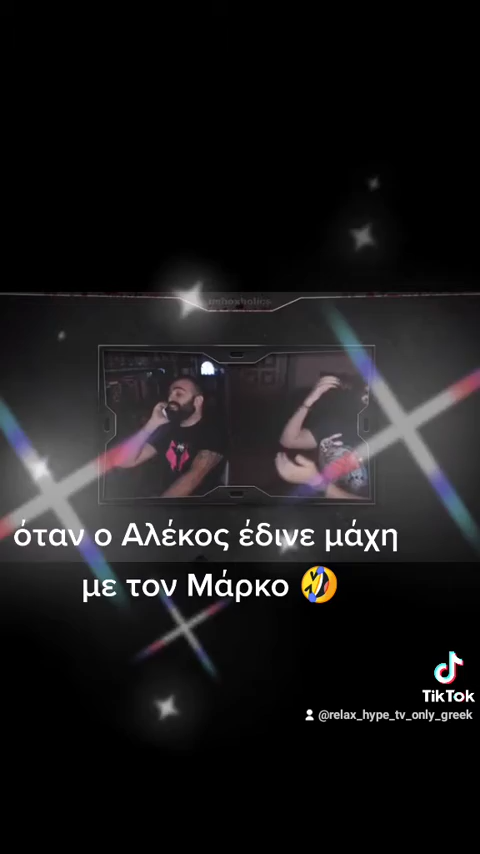 όταν ο Αλέκος έδινε μάχη
με τον Μάρκο 🤣
TikTok
@relax_hype_tv_only_greek